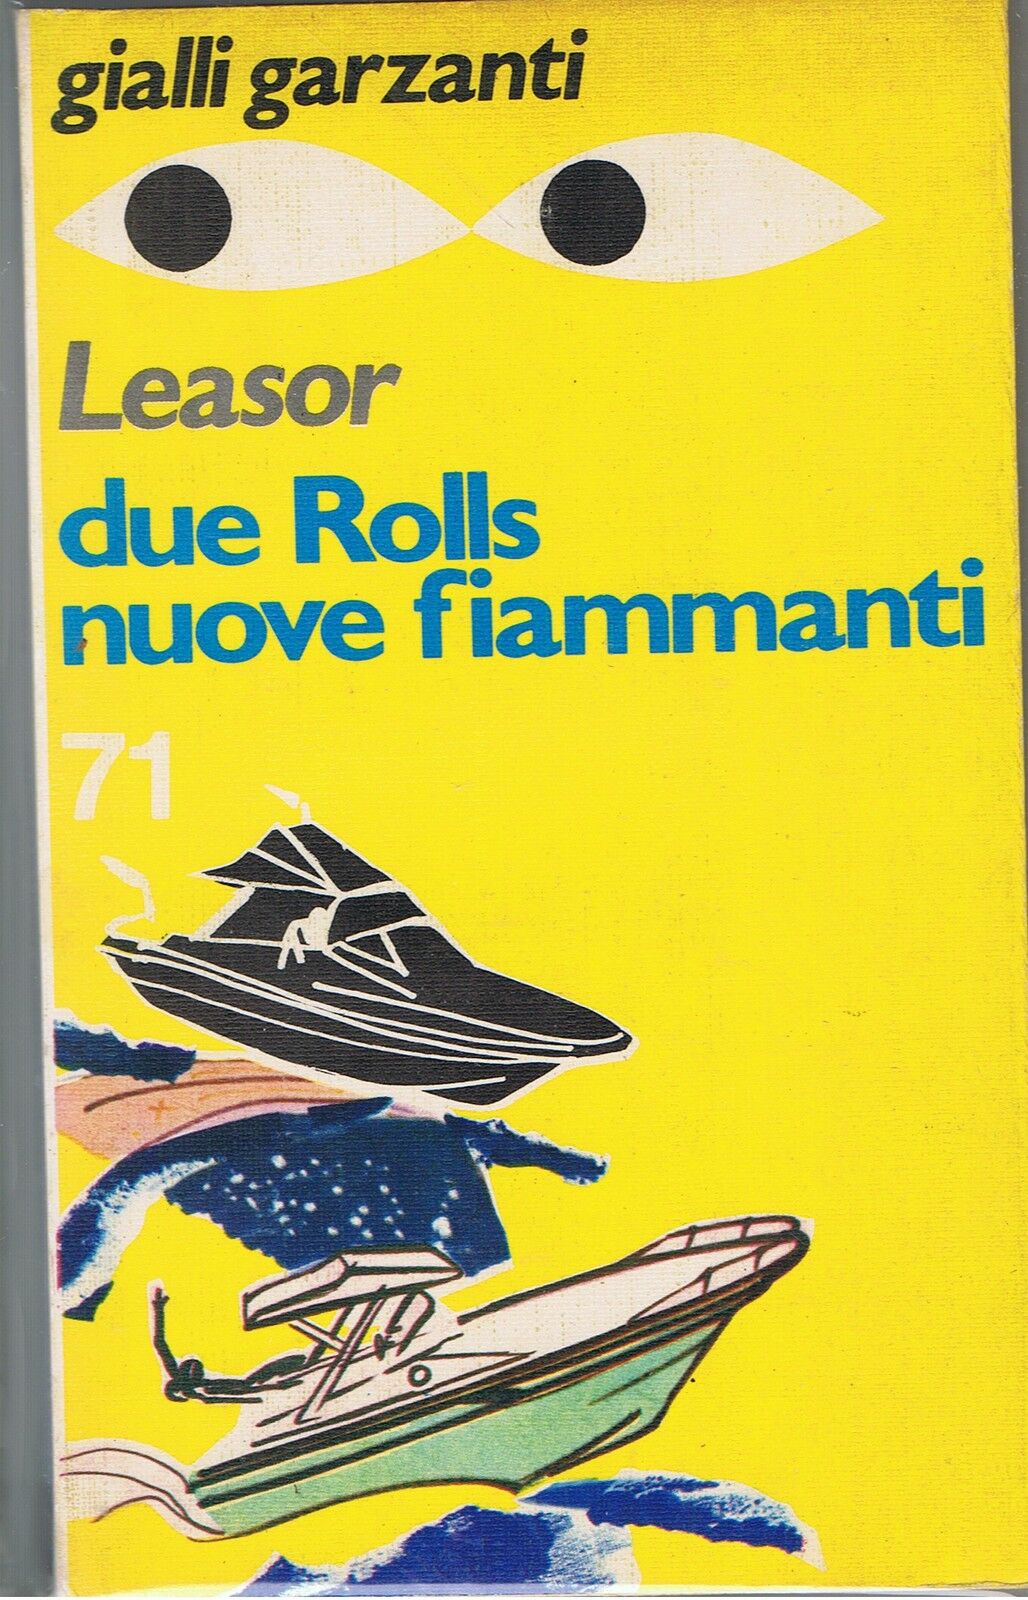 gialli garzanti
Leasor
due Rolls
nuove fiammanti
71